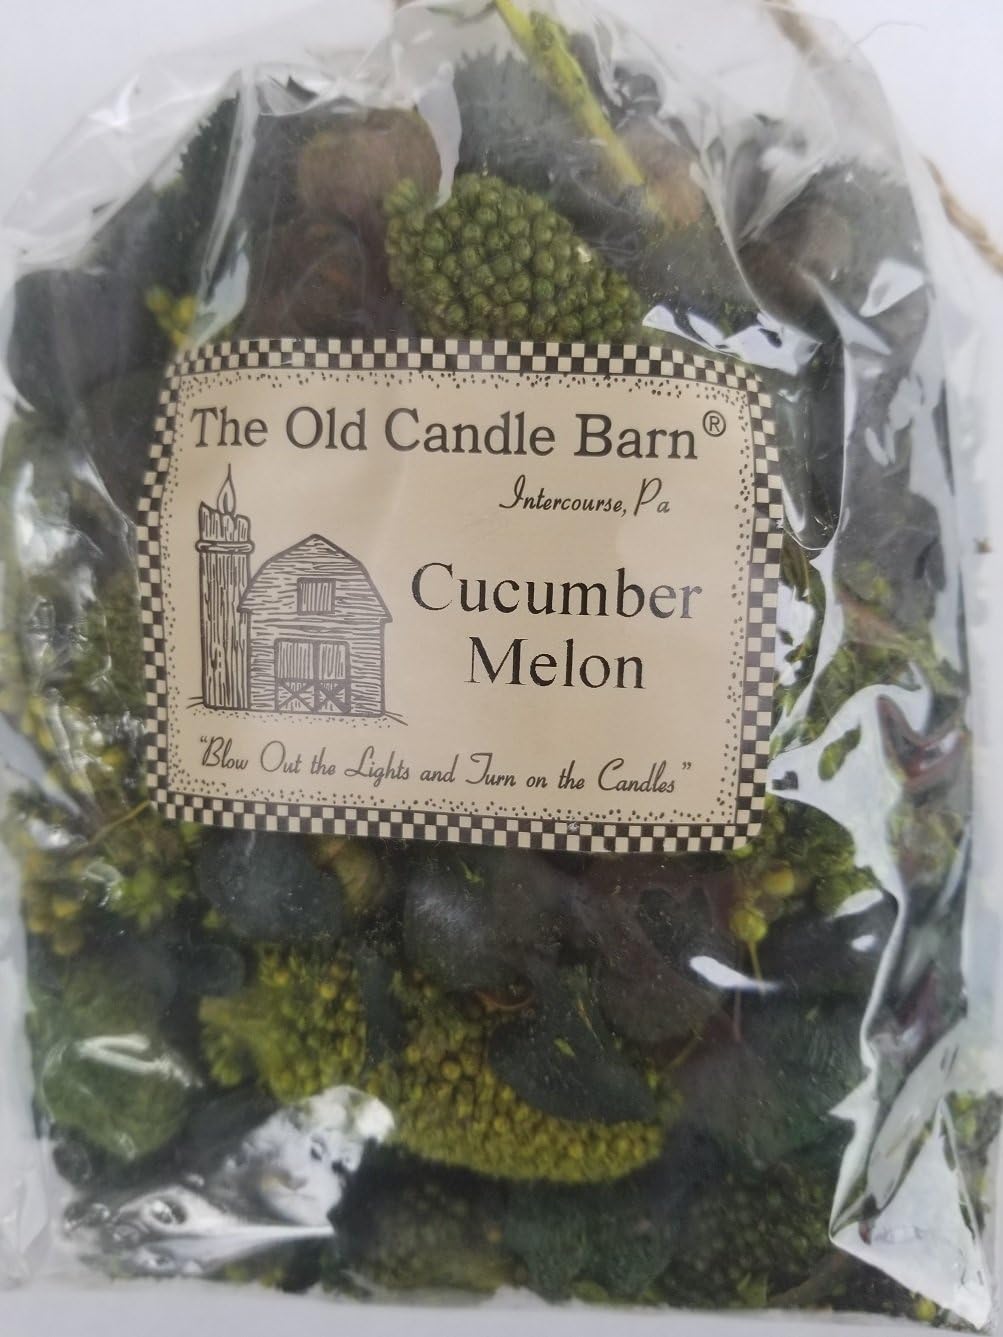 The Old Candle Barn®
Intercourse, Pa
Cucumber
Melon
"Blow Out the Lights and Turn on the Candles"